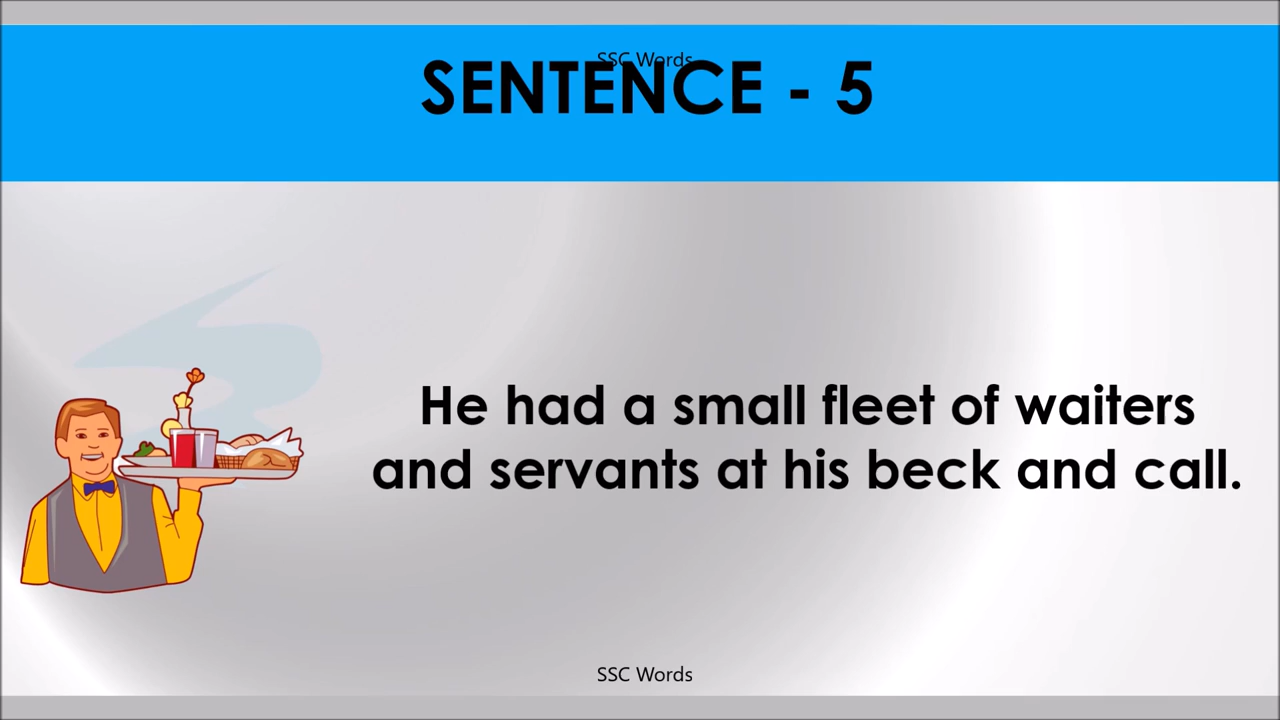 SSC Words
SENTENCE - 5
He had a small fleet of waiters
and servants at his beck and call.
SSC Words